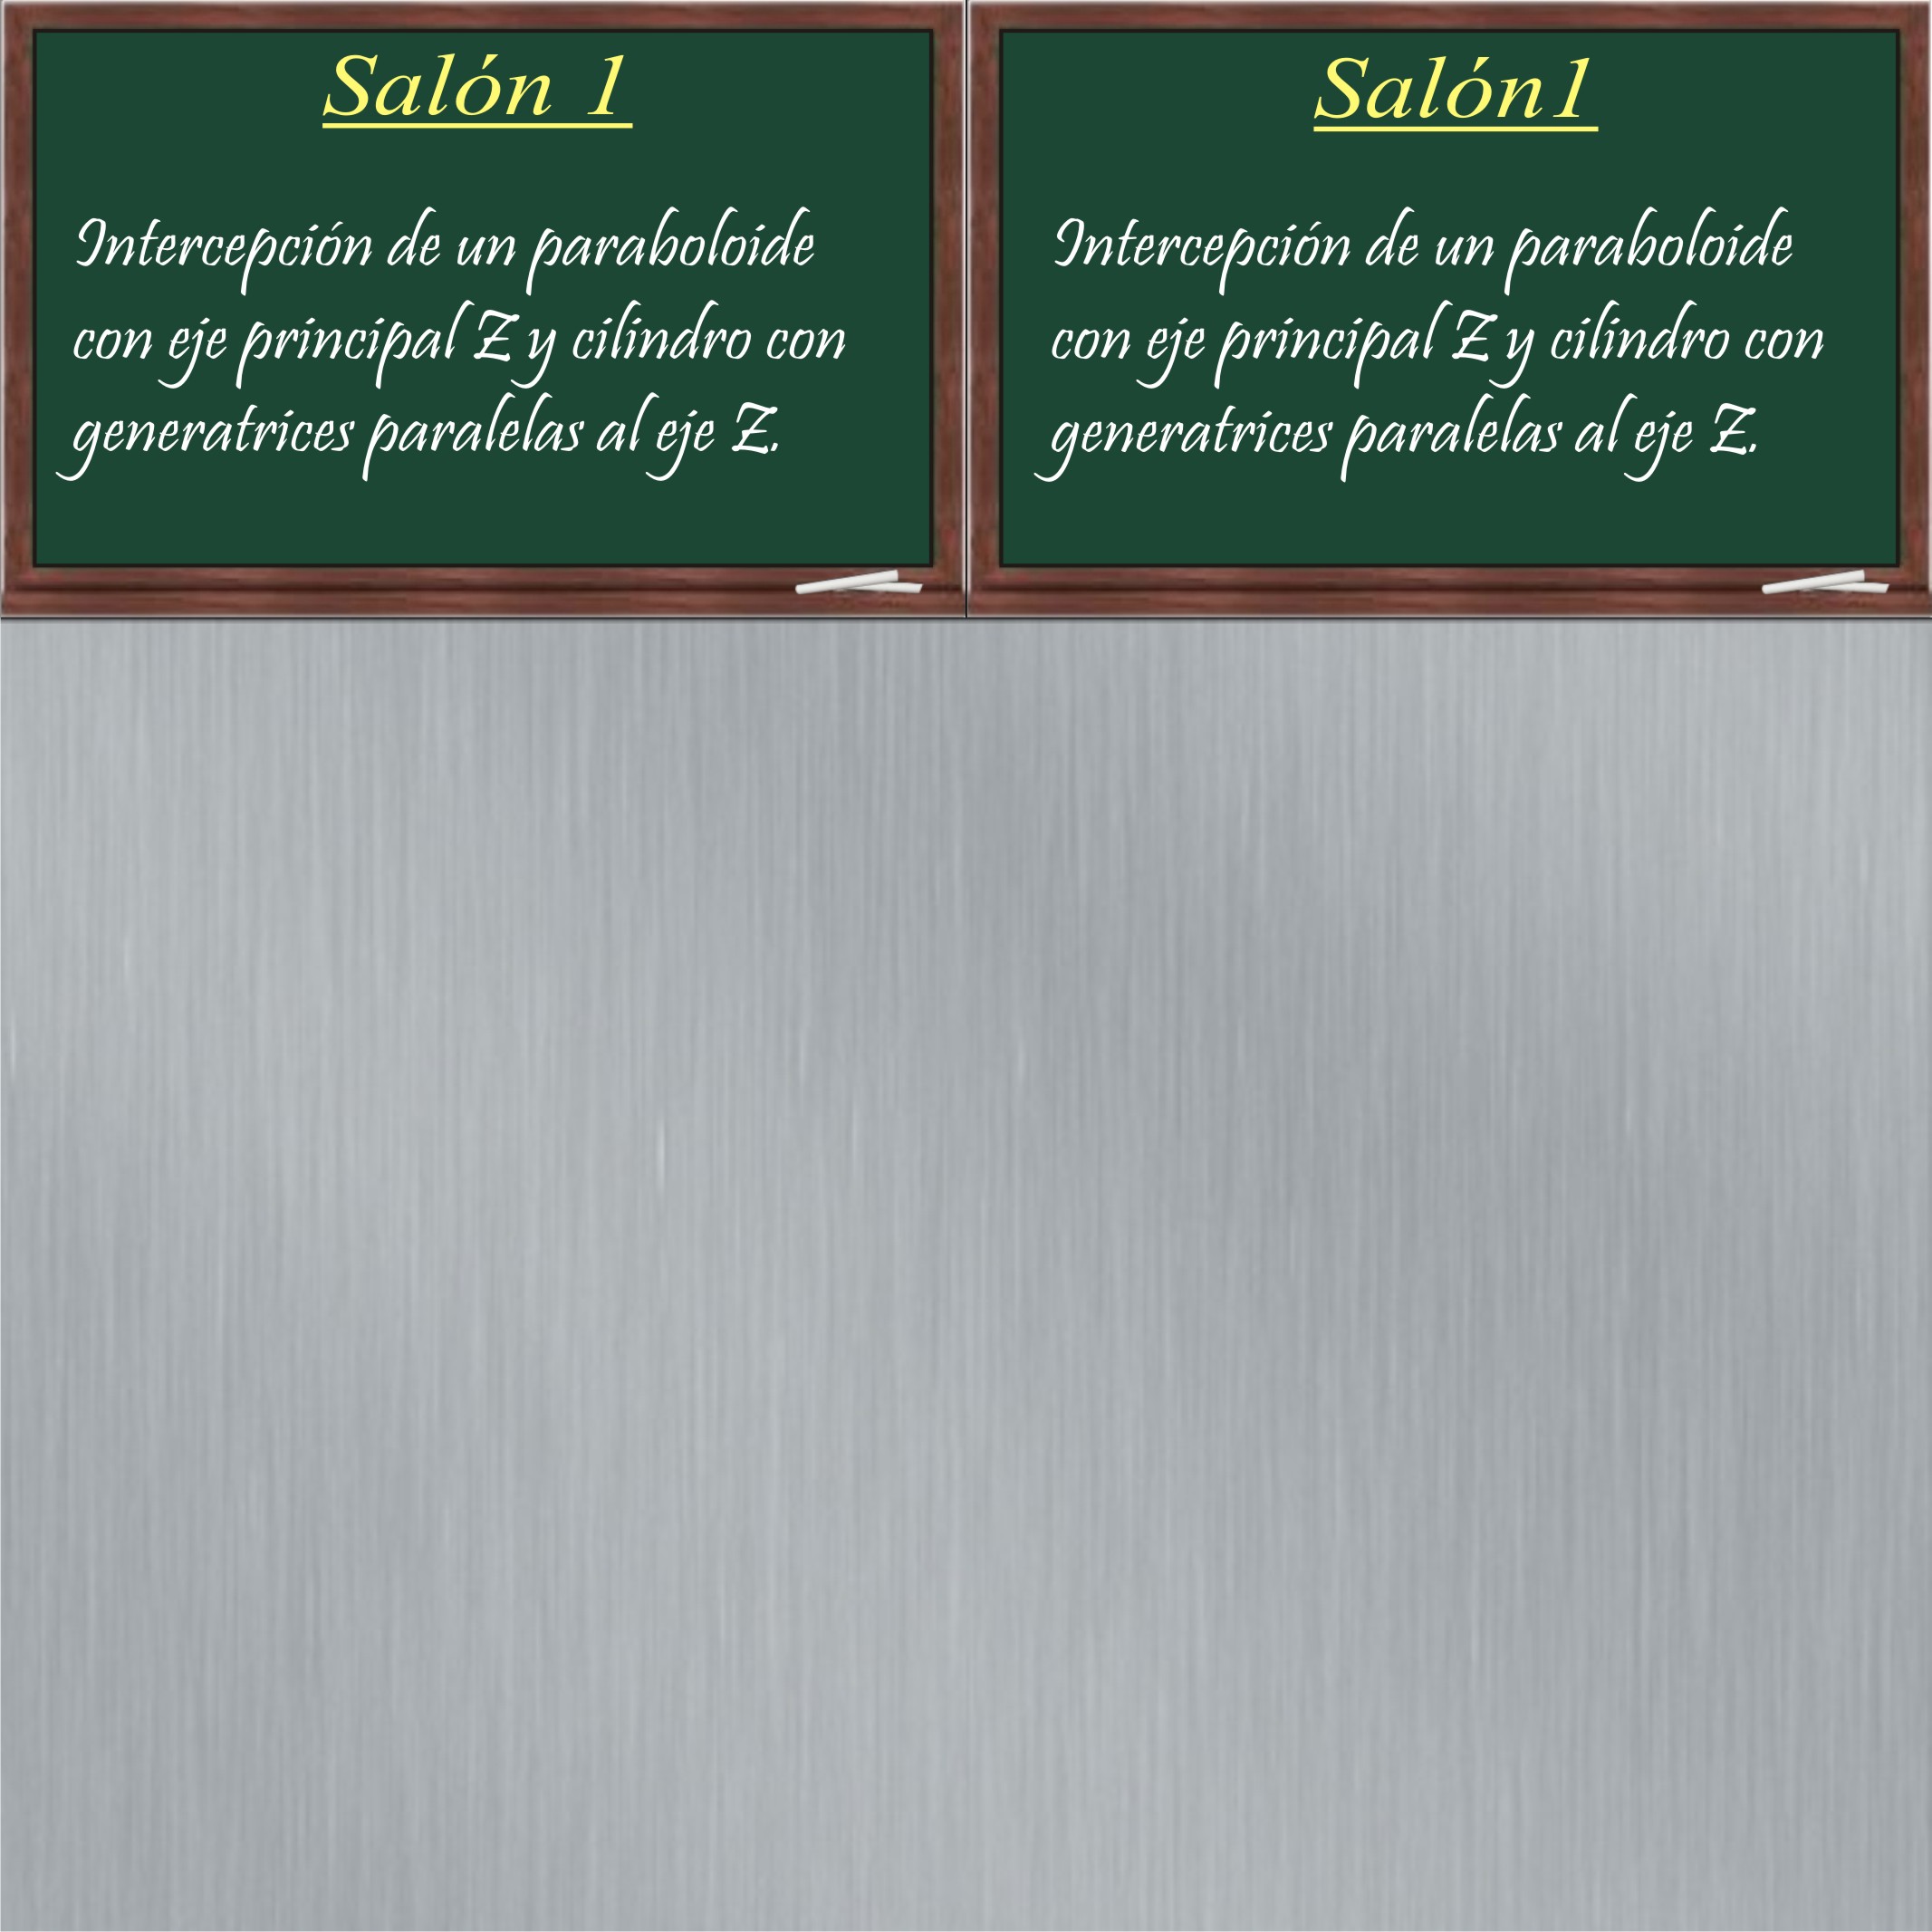 Salón 1
Intercepción de un paraboloide
con eje principal Z y cilindro con
generatrices paralelas al eje Z.
Salón1
Intercepción de un paraboloide
con eje principal Z y cilindro con
generatrices paralelas al eje Z.